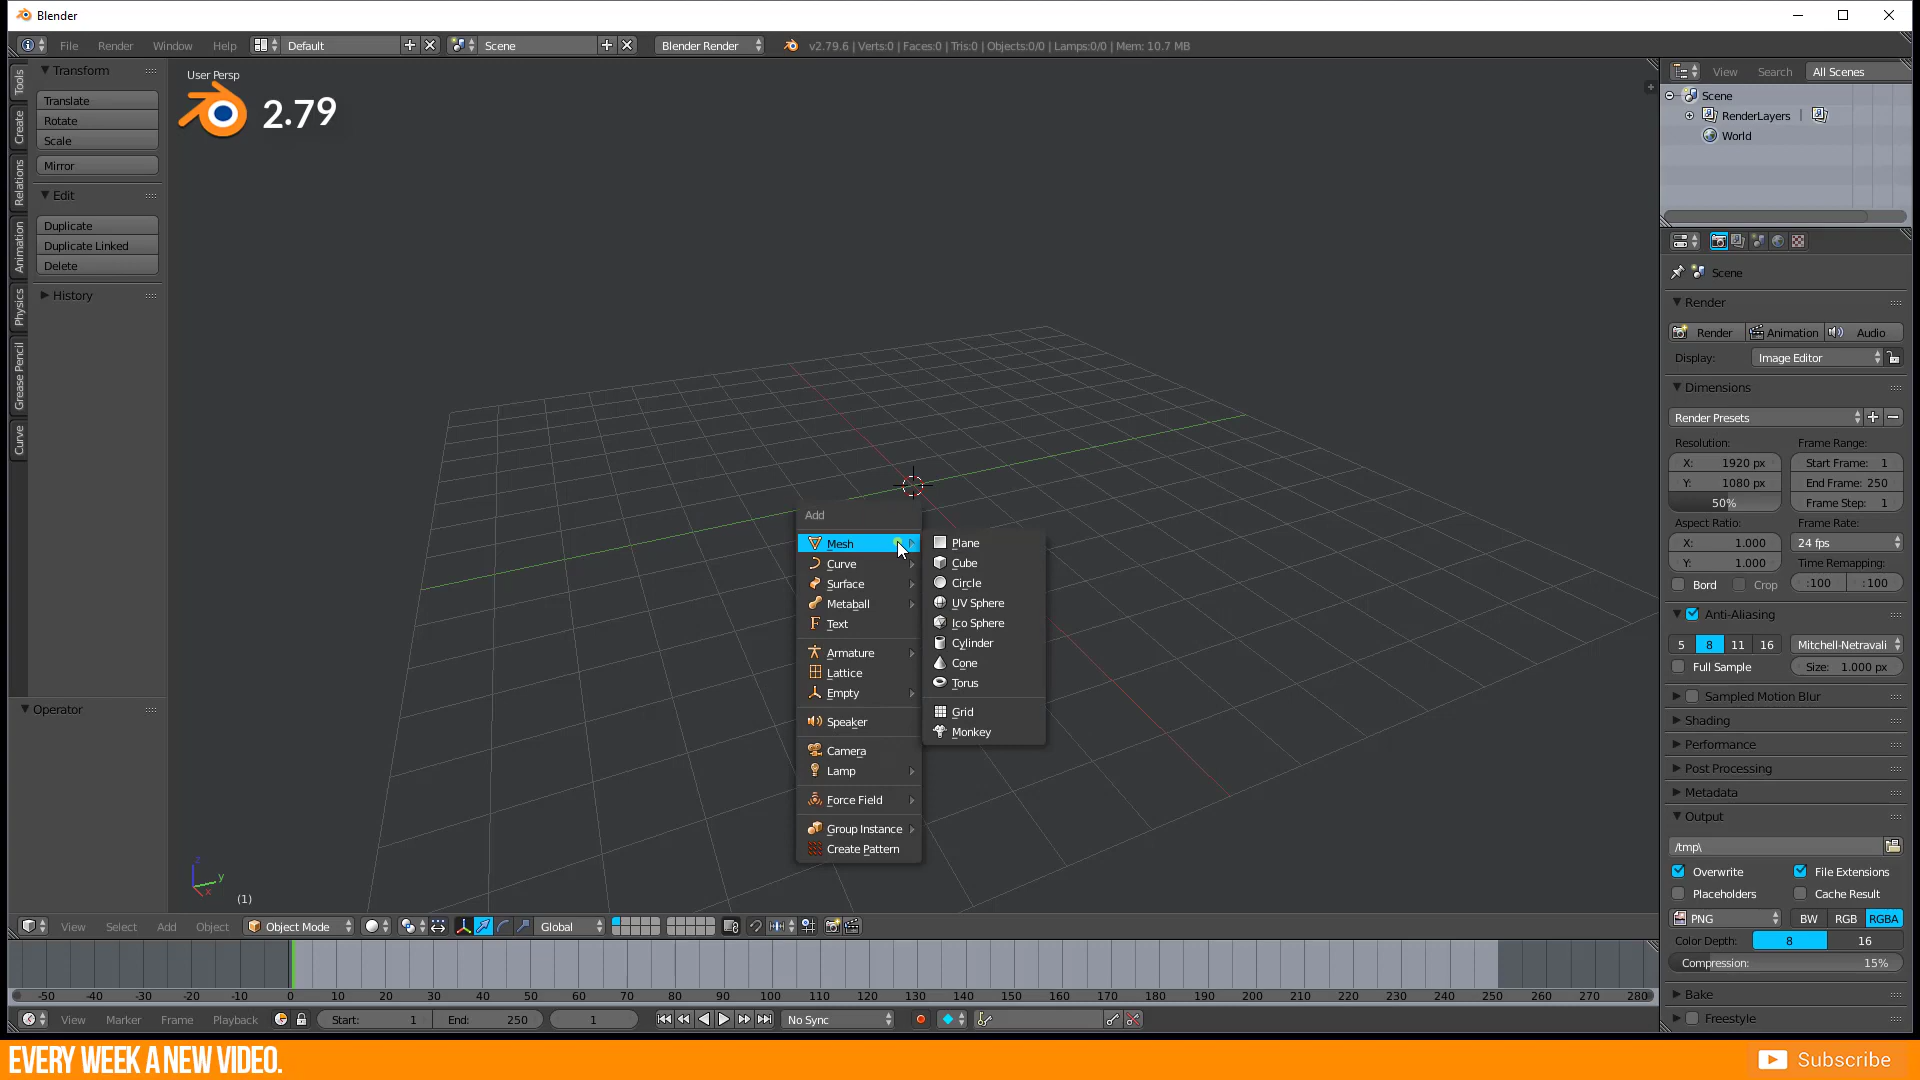 Blender
File Render Window Help Default Scene Blender Render v2.79.6 | Verts:0 | Faces:0 | Tris:0 | Objects:0/0 | Lamps:0/0 | Mem: 10.7 MB
Tools
Create
Relations
Animation
Physics
Grease Pencil
Curve
Transform
Translate
Rotate
Scale
Mirror
Edit
Duplicate
Duplicate Linked
Delete
History
Operator
User Persp
2.79
Add
Mesh
Curve
Surface
Metaball
Text
Armature
Lattice
Empty
Speaker
Camera
Lamp
Force Field
Group Instance
Create Pattern
Plane
Cube
Circle
UV Sphere
Ico Sphere
Cylinder
Cone
Torus
Grid
Monkey
z
y
x
(1)
View Select Add Object Object Mode Global
-50 -40 -30 -20 -10 0 10 20 30 40 50 60 70 80 90 100 110 120 130 140 150 160 170 180 190 200 210 220 230 240 250 260 270 280
View Marker Frame Playback Start: 1 End: 250 1 No Sync
View Search All Scenes
Scene
RenderLayers |
World
Scene
Render
Render Animation Audio
Display: Image Editor
Dimensions
Render Presets
Resolution: Frame Range:
X: 1920 px Start Frame: 1
Y: 1080 px End Frame: 250
50% Frame Step: 1
Aspect Ratio: Frame Rate:
X: 1.000 24 fps
Y: 1.000 Time Remapping:
Bord Crop :100 :100
Anti-Aliasing
5 8 11 16 Mitchell-Netravali
Full Sample Size: 1.000 px
Sampled Motion Blur
Shading
Performance
Post Processing
Metadata
Output
/tmp\
Overwrite File Extensions
Placeholders Cache Result
PNG BW RGB RGBA
Color Depth: 8 16
Compression: 15%
Bake
Freestyle
EVERY WEEK A NEW VIDEO.
Subscribe